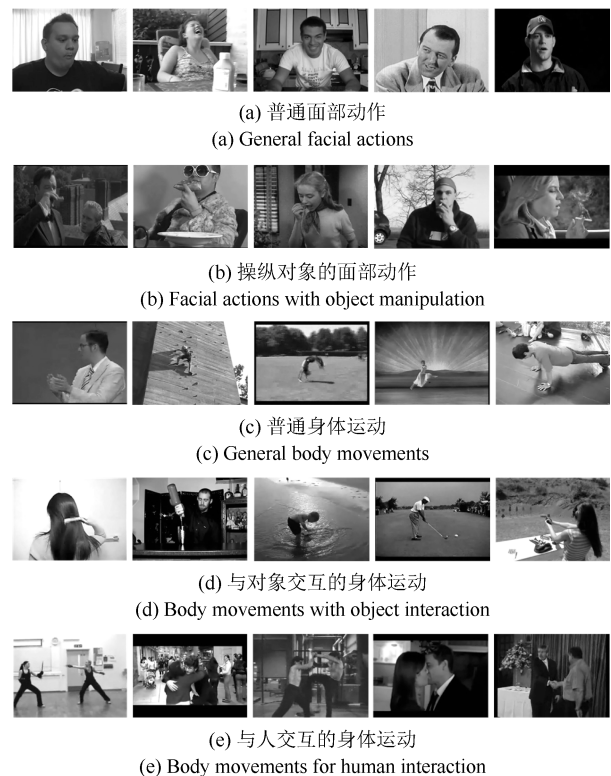 (a) 普通面部动作
(a) General facial actions
(b) 操纵对象的面部动作
(b) Facial actions with object manipulation
(c) 普通身体运动
(c) General body movements
(d) 与对象交互的身体运动
(d) Body movements with object interaction
(e) 与人交互的身体运动
(e) Body movements for human interaction